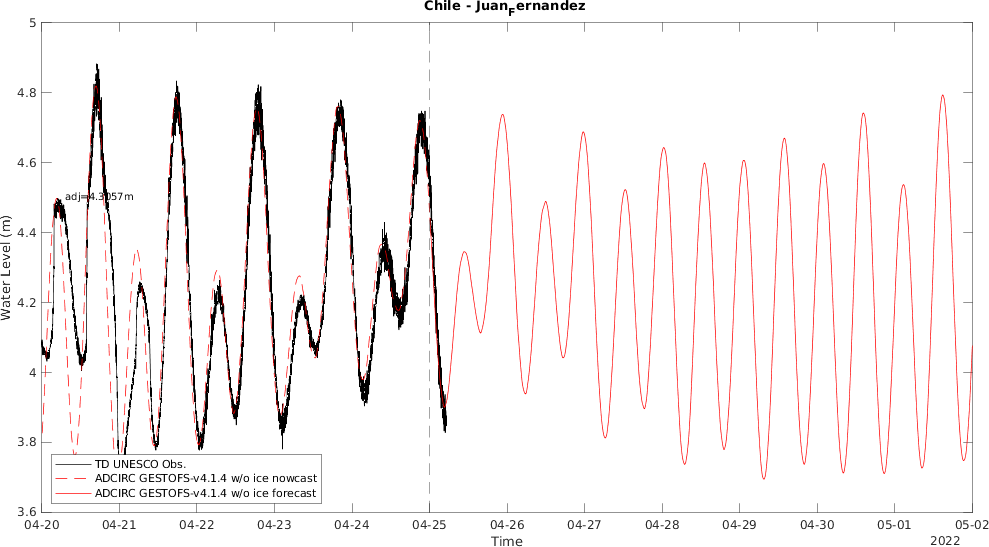 Chile - JuanFernandez
5
4.8
4.6
4.4
4.2
4
3.8
3.6
Water Level (m)
adj=4.3057m
TD UNESCO Obs.
ADCIRC GESTOFS-v4.1.4 w/o ice nowcast
ADCIRC GESTOFS-v4.1.4 w/o ice forecast
04-20 04-21 04-22 04-23 04-24 04-25 04-26 04-27 04-28 04-29 04-30 05-01 05-02
Time
2022